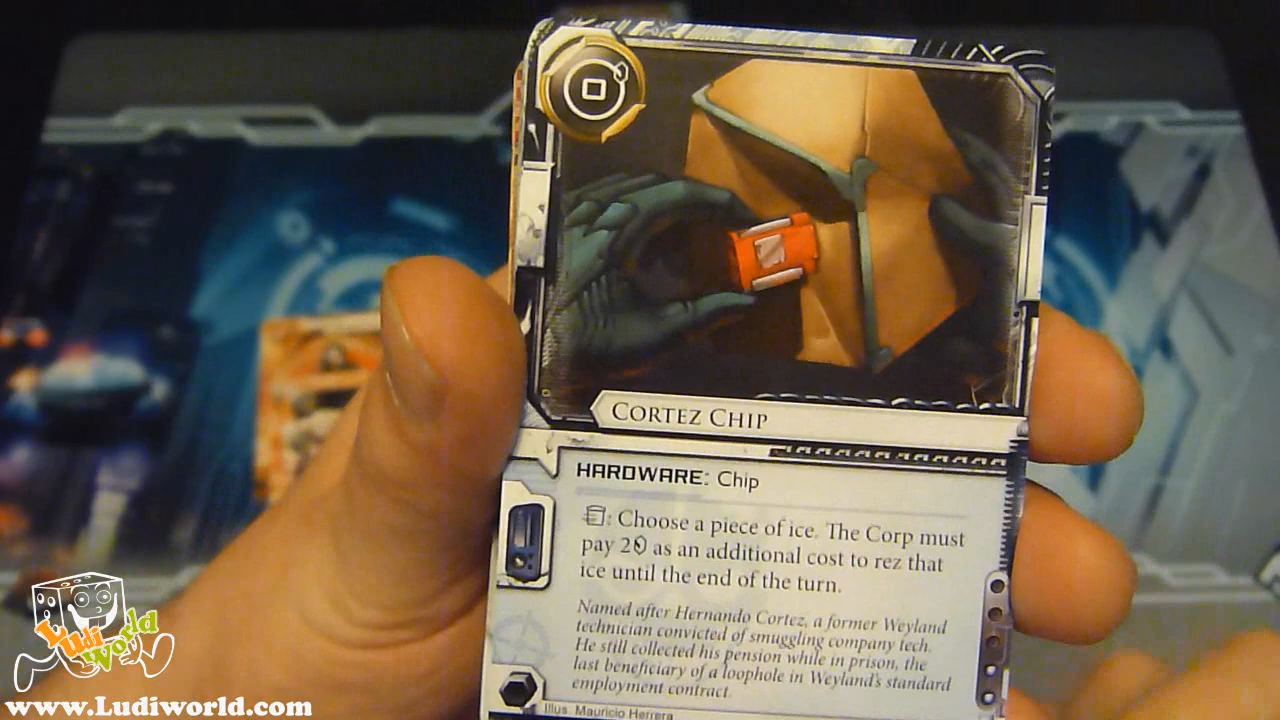 CORTEZ CHIP
HARDWARE: Chip
: Choose a piece of ice. The Corp must
pay 2 as an additional cost to rez that
ice until the end of the turn.
Named after Hernando Cortez, a former Weyland
technician convicted of smuggling company tech.
He still collected his pension while in prison, the
last beneficiary of a loophole in Weyland's standard
employment contract.
Illus. Mauricio Herrera
Ludi
World
www.Ludiworld.com